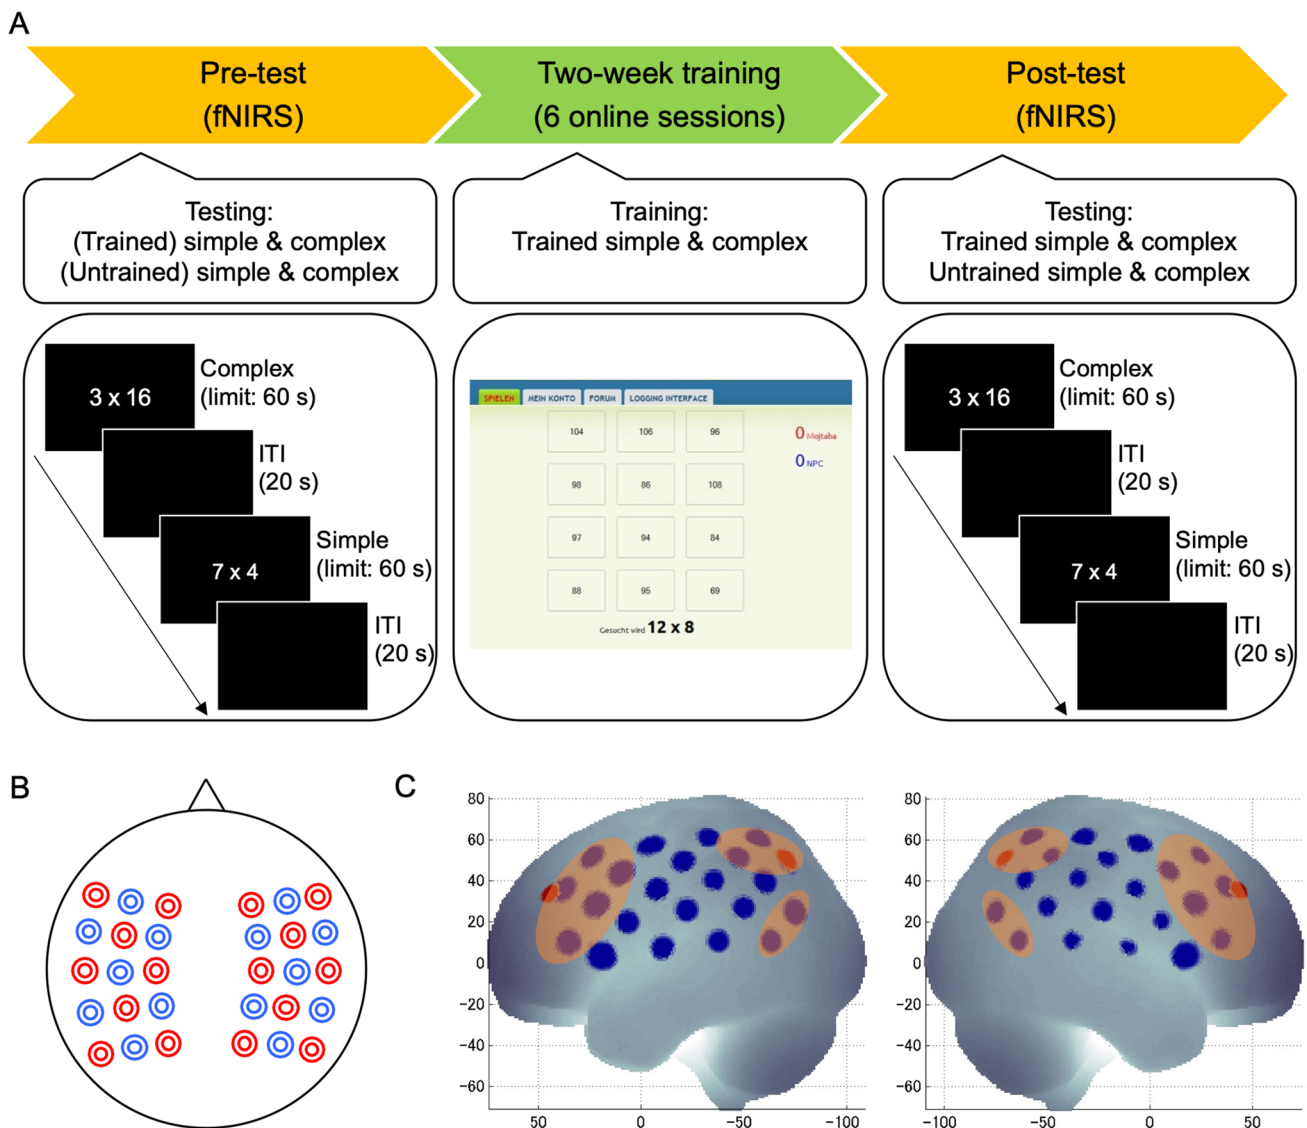 A
Pre-test
(fNIRS)
Two-week training
(6 online sessions)
Post-test
(fNIRS)
Testing:
(Trained) simple & complex
(Untrained) simple & complex
Training:
Trained simple & complex
Testing:
Trained simple & complex
Untrained simple & complex
3 x 16
Complex
(limit: 60 s)
ITI
(20 s)
7 x 4
Simple
(limit: 60 s)
ITI
(20 s)
SPIELEN
MEIN KONTO
FORUM
LOGGING INTERFACE
104 106 96
98 86 108
97 94 84
88 95 69
0 Mojtaba
0 NPC
Gesucht wird 12 x 8
3 x 16
Complex
(limit: 60 s)
ITI
(20 s)
7 x 4
Simple
(limit: 60 s)
ITI
(20 s)
B
C
80
60
40
20
0
−20
−40
−60
50 0 −50 −100
80
60
40
20
0
−20
−40
−60
−100 −50 0 50